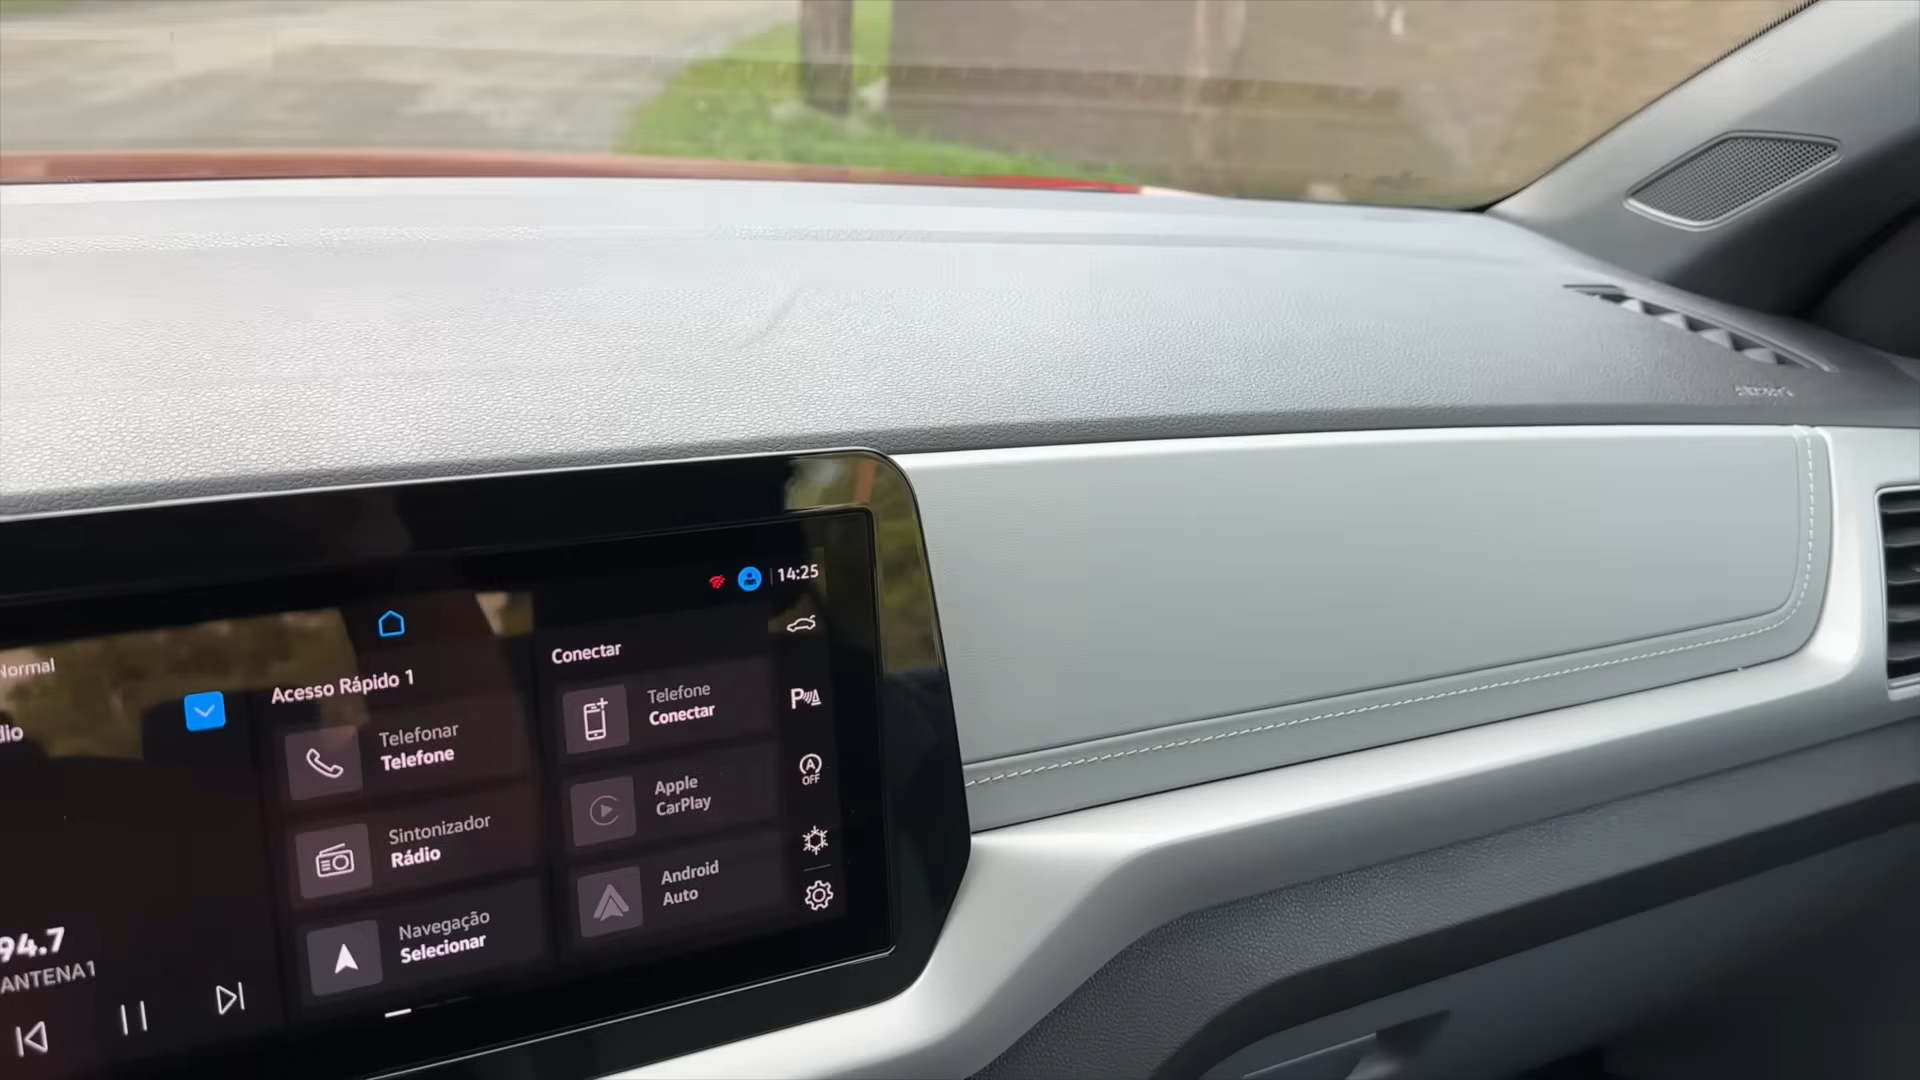 14:25
Normal
Acesso Rápido 1
Conectar
Telefonar
Telefone
Telefone
Conectar
P
A
OFF
Sintonizador
Rádio
Apple
CarPlay
Navegação
Selecionar
Android
Auto
94.7
ANTENA1